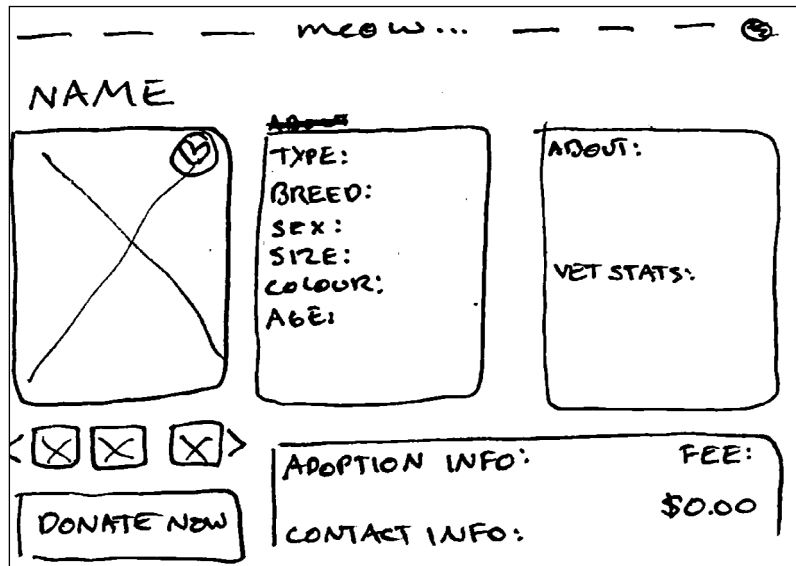 meow...
NAME
About
TYPE:
BREED:
SEX:
SIZE:
COLOUR:
AGE:
ABOUT:
VET STATS:
DONATE NOW
ADOPTION INFO: FEE:
$0.00
CONTACT INFO: